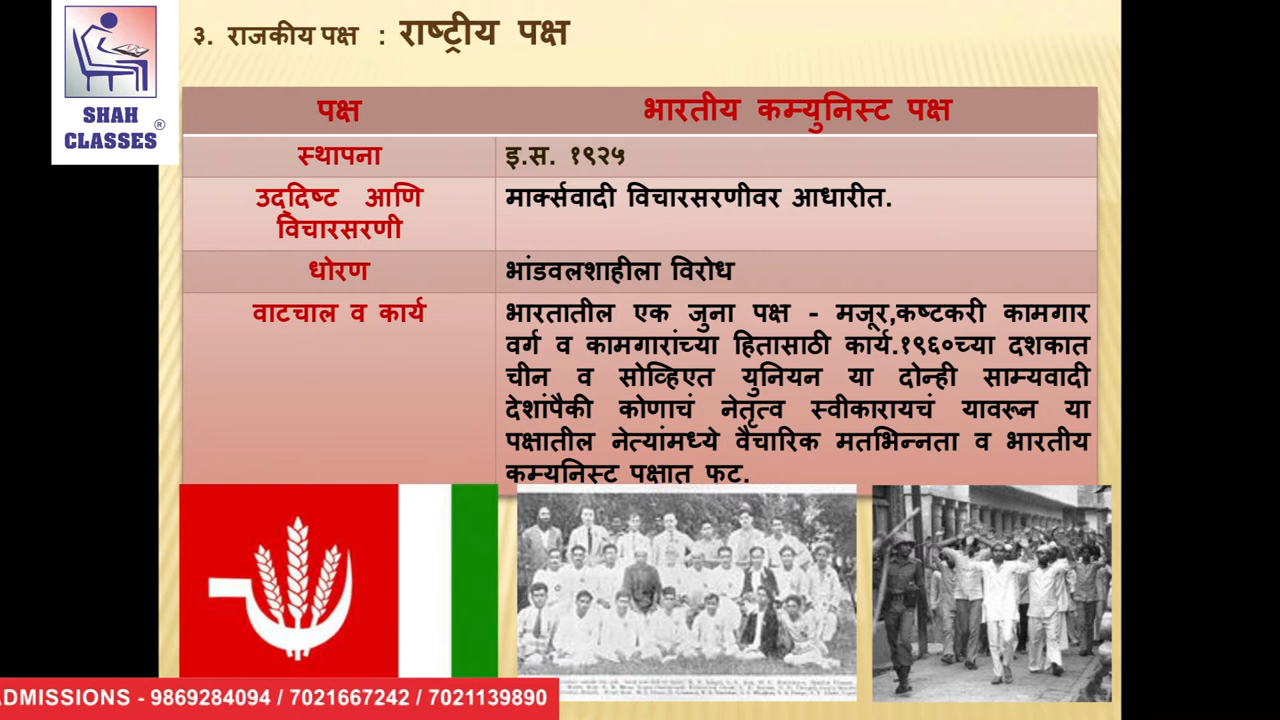 ३. राजकीय पक्ष : राष्ट्रीय पक्ष
SHAH
CLASSES®
पक्ष भारतीय कम्युनिस्ट पक्ष
स्थापना इ.स. १९२५
उद्दिष्ट आणि मार्क्सवादी विचारसरणीवर आधारीत.
विचारसरणी
धोरण भांडवलशाहीला विरोध
वाटचाल व कार्य भारतातील एक जुना पक्ष - मजूर,कष्टकरी कामगार
वर्ग व कामगारांच्या हितासाठी कार्य.१९६०च्या दशकात
चीन व सोव्हिएत युनियन या दोन्ही साम्यवादी
देशांपैकी कोणाचं नेतृत्व स्वीकारायचं यावरून या
पक्षातील नेत्यांमध्ये वैचारिक मतभिन्नता व भारतीय
कम्युनिस्ट पक्षात फट.
ADMISSIONS - 9869284094 / 7021667242 / 7021139890